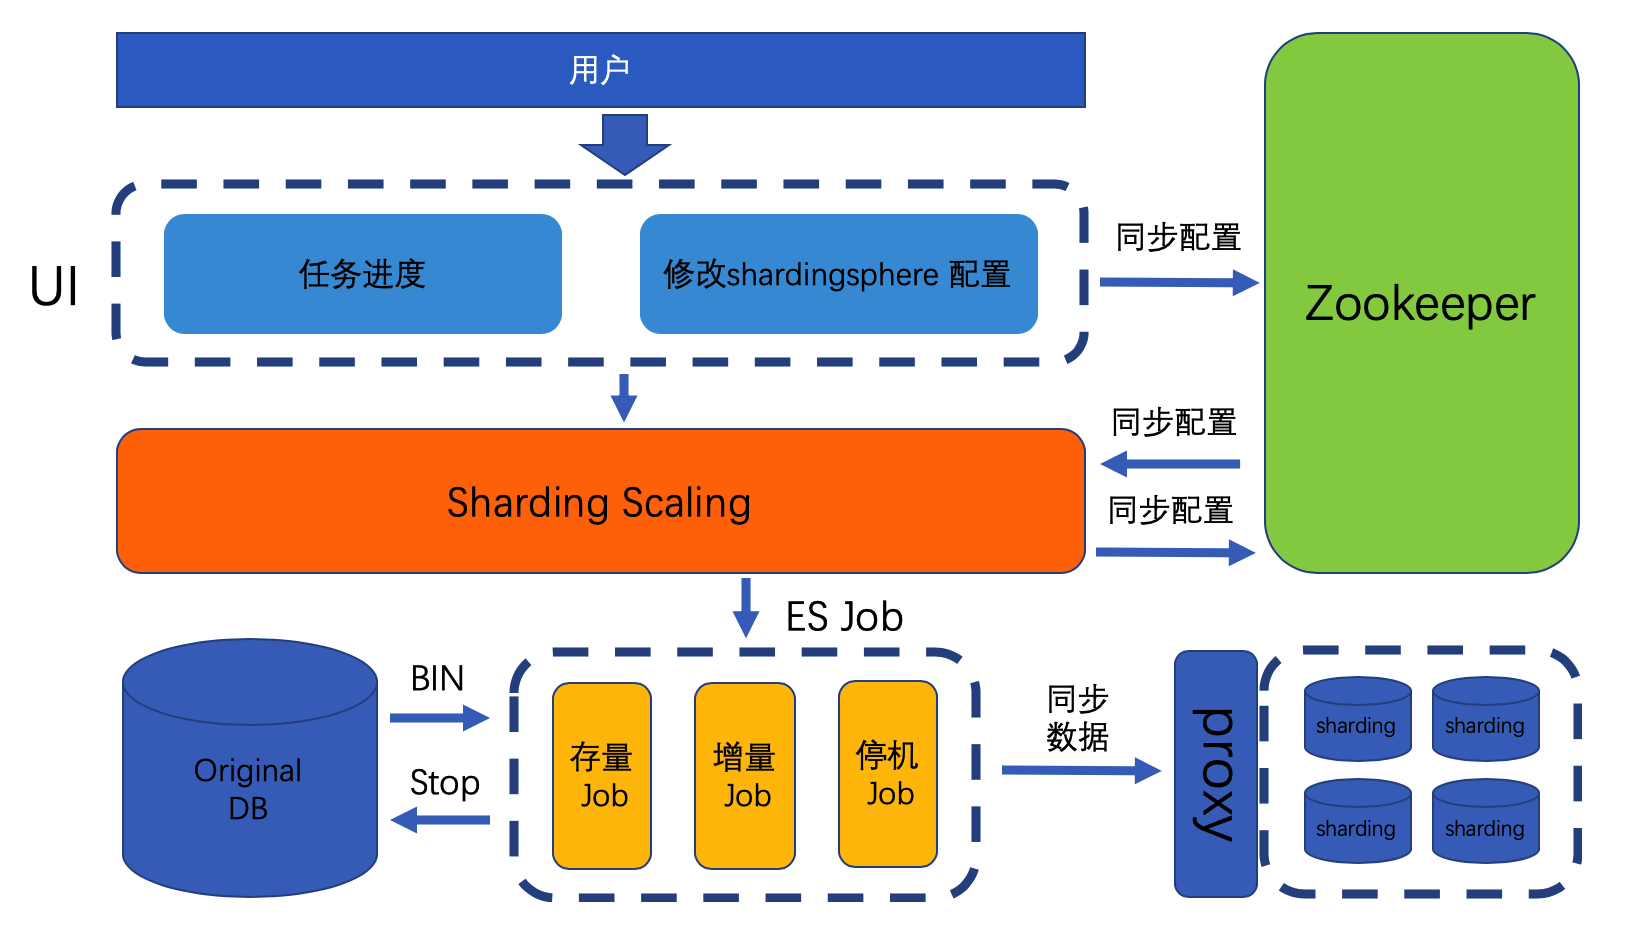 用户
UI
任务进度
修改shardingsphere 配置
同步配置
Zookeeper
同步配置
Sharding Scaling
同步配置
ES Job
Original
DB
BIN
Stop
存量
Job
增量
Job
停机
Job
同步
数据
proxy
sharding
sharding
sharding
sharding